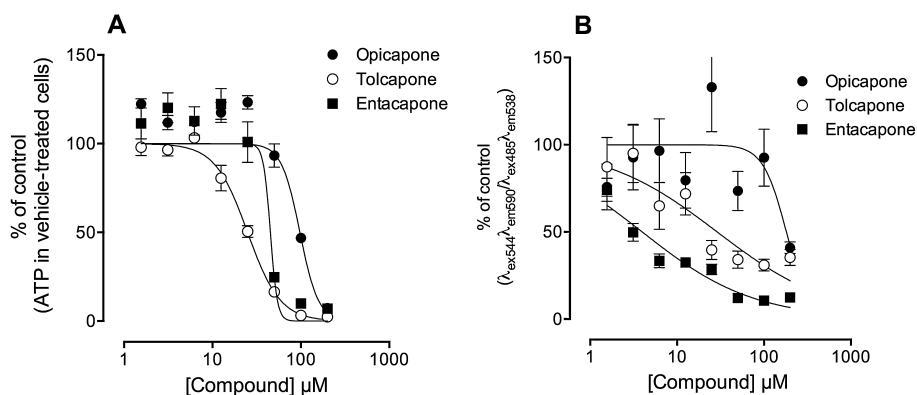 A
150
100
50
0
% of control
(ATP in vehicle-treated cells)
Opicapone
Tolcapone
Entacapone
1
10
100
1000
[Compound] µM
B
150
100
50
0
% of control
(λex544λem590/λex485λem538)
Opicapone
Tolcapone
Entacapone
1
10
100
1000
[Compound] µM